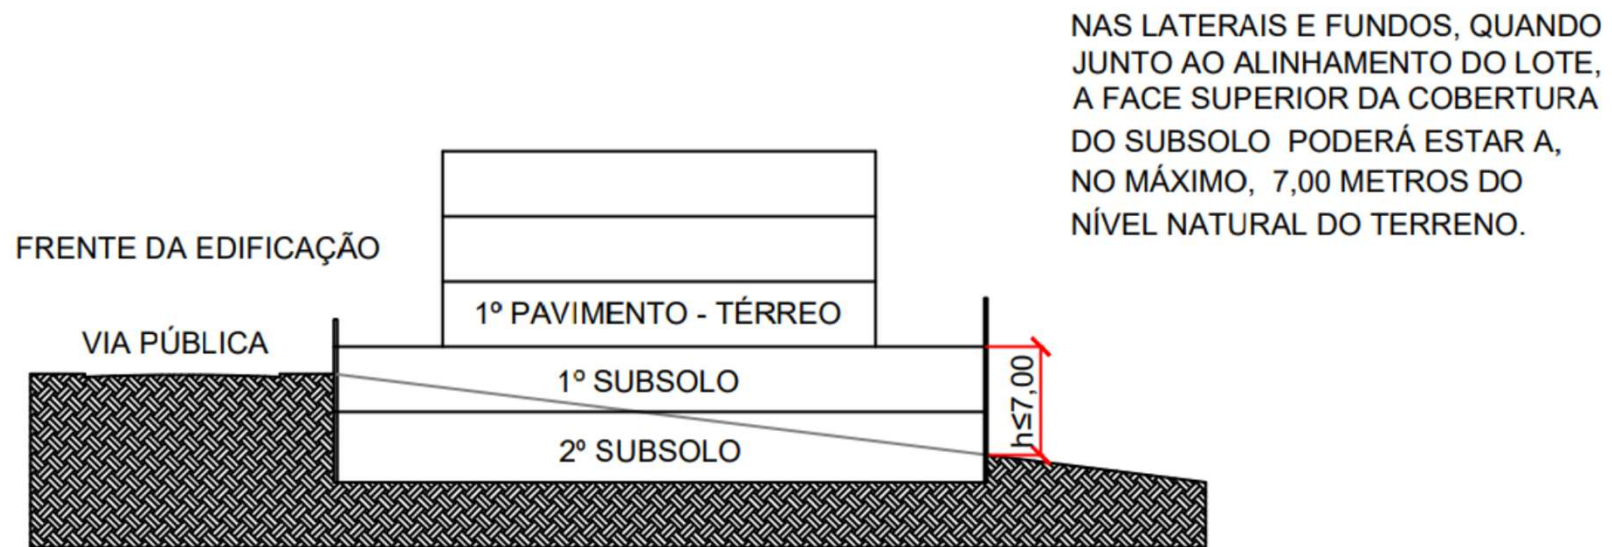 NAS LATERAIS E FUNDOS, QUANDO
JUNTO AO ALINHAMENTO DO LOTE,
A FACE SUPERIOR DA COBERTURA
DO SUBSOLO PODERÁ ESTAR A,
NO MÁXIMO, 7,00 METROS DO
NÍVEL NATURAL DO TERRENO.
FRENTE DA EDIFICAÇÃO
1º PAVIMENTO - TÉRREO
VIA PÚBLICA
1º SUBSOLO
h≤7,00
2º SUBSOLO